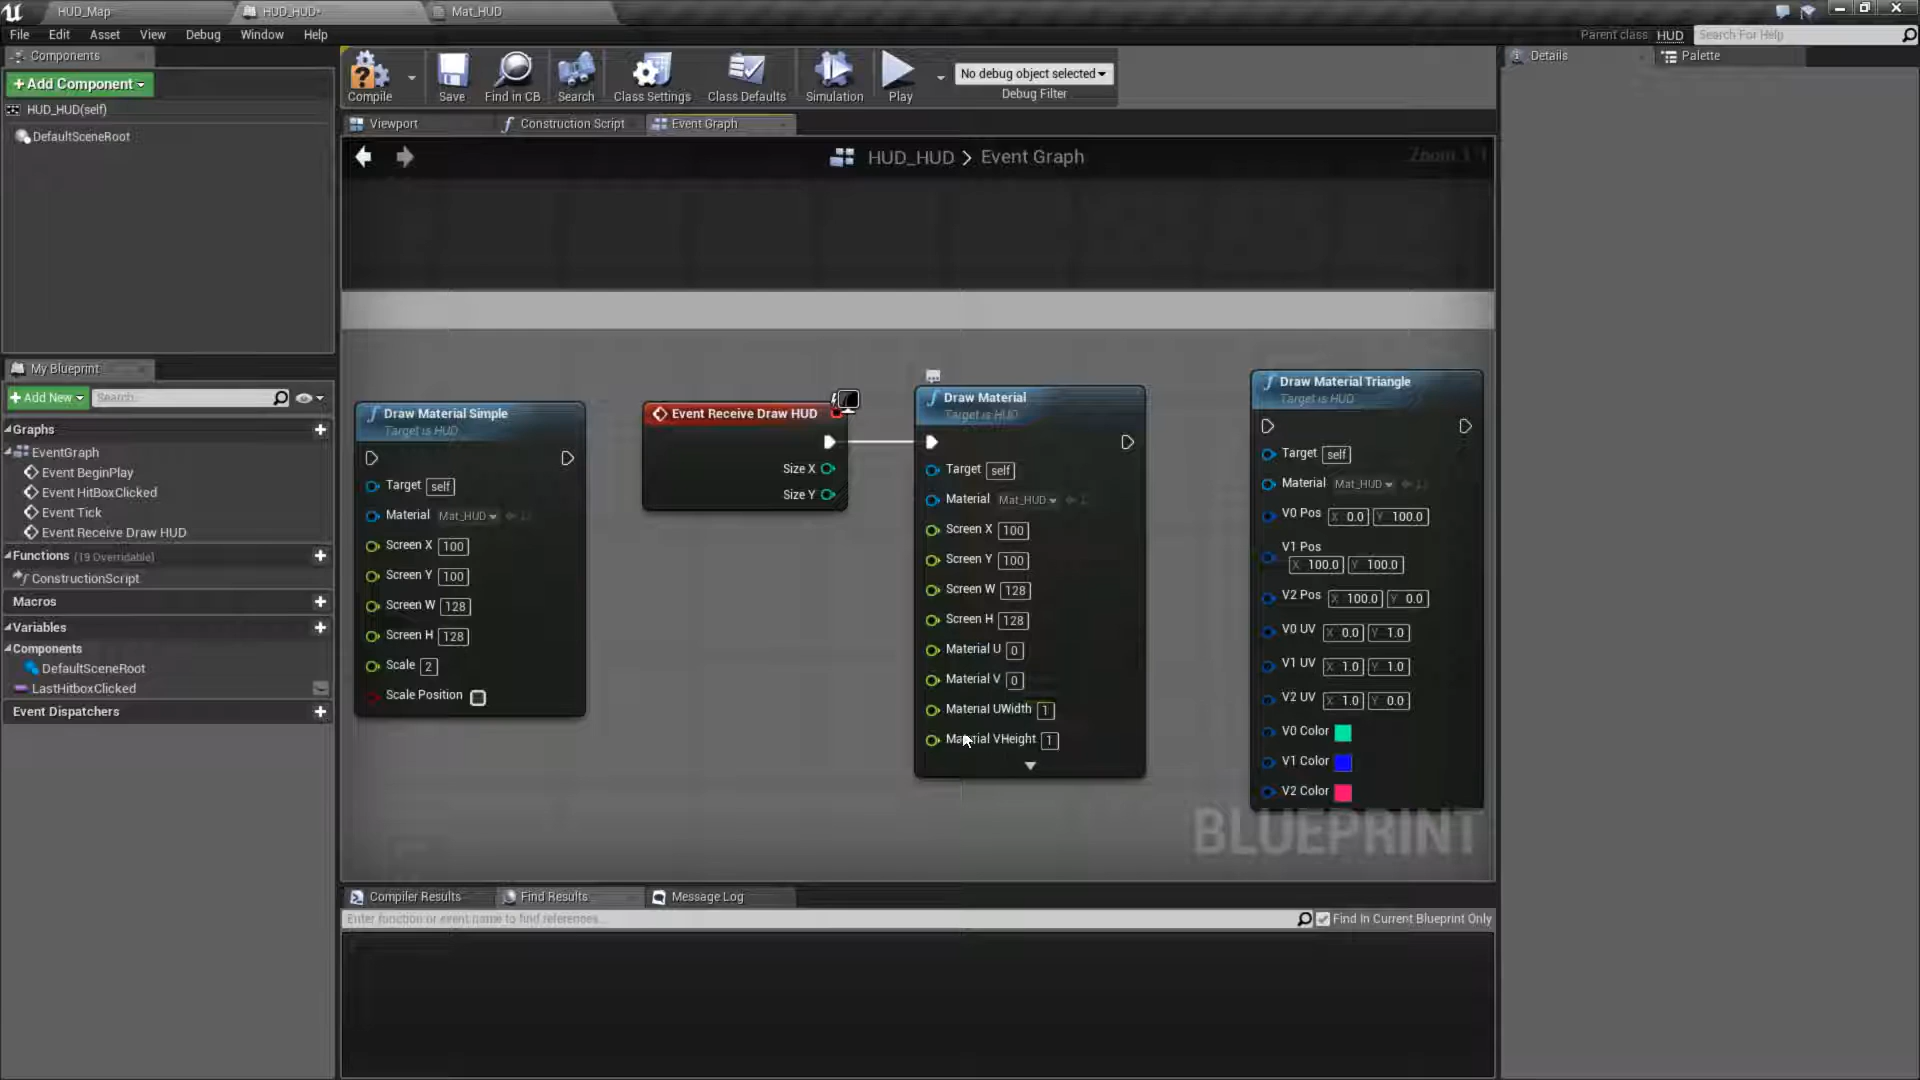 HUD_Map
HUD_HUD*
Mat_HUD
File Edit Asset View Debug Window Help
Parent class: HUD
Search For Help
Components
+Add Component
HUD_HUD(self)
DefaultSceneRoot
Compile
Save
Find in CB
Search
Class Settings
Class Defaults
Simulation
Play
No debug object selected
Debug Filter
Details
Palette
Viewport
Construction Script
Event Graph
HUD_HUD > Event Graph
Zoom 1:1
My Blueprint
+Add New
Search
Graphs
EventGraph
Event BeginPlay
Event HitBoxClicked
Event Tick
Event Receive Draw HUD
Functions (19 Overridable)
ConstructionScript
Macros
Variables
Components
DefaultSceneRoot
LastHitboxClicked
Event Dispatchers
Draw Material Simple
Target is HUD
Target self
Material Mat_HUD
Screen X 100
Screen Y 100
Screen W 128
Screen H 128
Scale 2
Scale Position
Event Receive Draw HUD
Size X
Size Y
Draw Material
Target is HUD
Target self
Material Mat_HUD
Screen X 100
Screen Y 100
Screen W 128
Screen H 128
Material U 0
Material V 0
Material UWidth 1
Material VHeight 1
Draw Material Triangle
Target is HUD
Target self
Material Mat_HUD
V0 Pos X 0.0 Y 100.0
V1 Pos
X 100.0 Y 100.0
V2 Pos X 100.0 Y 0.0
V0 UV X 0.0 Y 1.0
V1 UV X 1.0 Y 1.0
V2 UV X 1.0 Y 0.0
V0 Color
V1 Color
V2 Color
BLUEPRINT
Compiler Results
Find Results
Message Log
Enter function or event name to find references...
Find In Current Blueprint Only